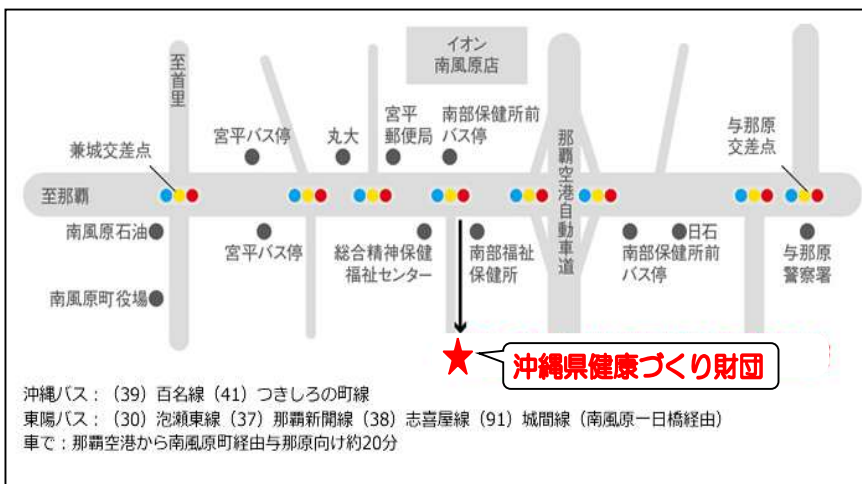 イオン
南風原店
至首里
宮平バス停
丸大
宮平
郵便局
南部保健所前
バス停
那覇空港自動車道
与那原
交差点
兼城交差点
至那覇
南風原石油
宮平バス停
総合精神保健
福祉センター
南部福祉
保健所
南部保健所前
バス停
日石
与那原
警察署
南風原町役場
沖縄県健康づくり財団
沖縄バス：（39）百名線（41）つきしろの町線
東陽バス：（30）泡瀬東線（37）那覇新開線（38）志喜屋線（91）城間線（南風原一日橋経由）
車で：那覇空港から南風原町経由与那原向け約20分